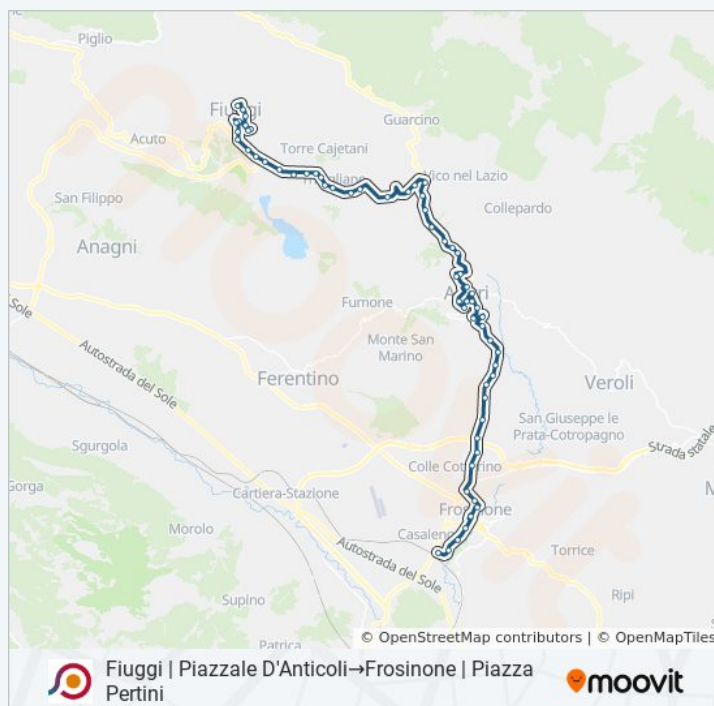 Piglio
Fiuggi
Guarcino
Acuto
Torre Cajetani
Vico nel Lazio
San Filippo
Collepardo
Anagni
Fumone
Sole
Monte San
Marino
Autostrada del Sole
Ferentino
Veroli
San Giuseppe le
Prata-Cotropagno
Sgurgola
Strada statale
Colle Cottorino
Gorga
Cartiera-Stazione
Frosinone
Morolo
Casaleno
Torrice
Autostrada del Sole
Supino
Ripi
Patrica
© OpenStreetMap contributors | © OpenMapTiles
Fiuggi | Piazzale D'Anticoli→Frosinone | Piazza
Pertini
moovit